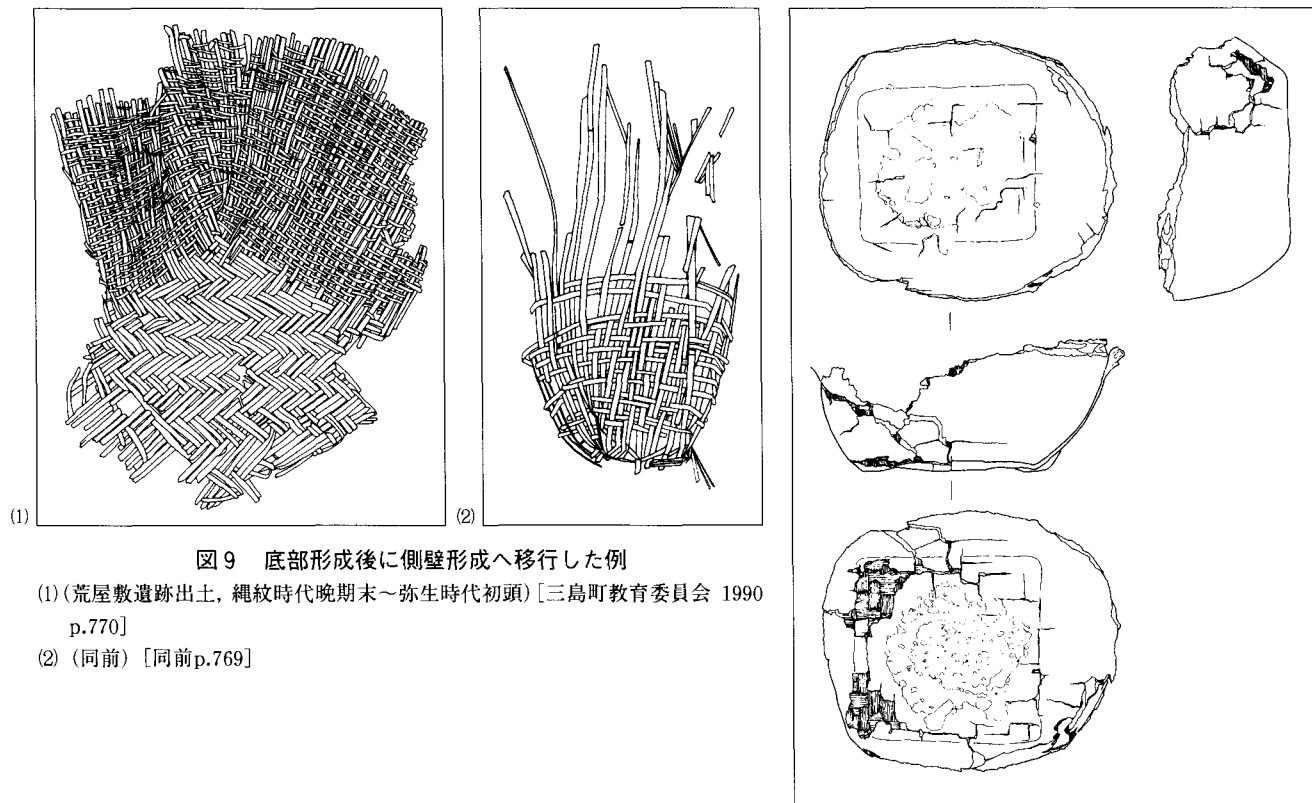 (1)
(2)
図9 底部形成後に側壁形成へ移行した例
(1)(荒屋敷遺跡出土, 縄紋時代晩期末〜弥生時代初頭)[三島町教育委員会 1990
p.770]
(2)(同前)[同前p.769]